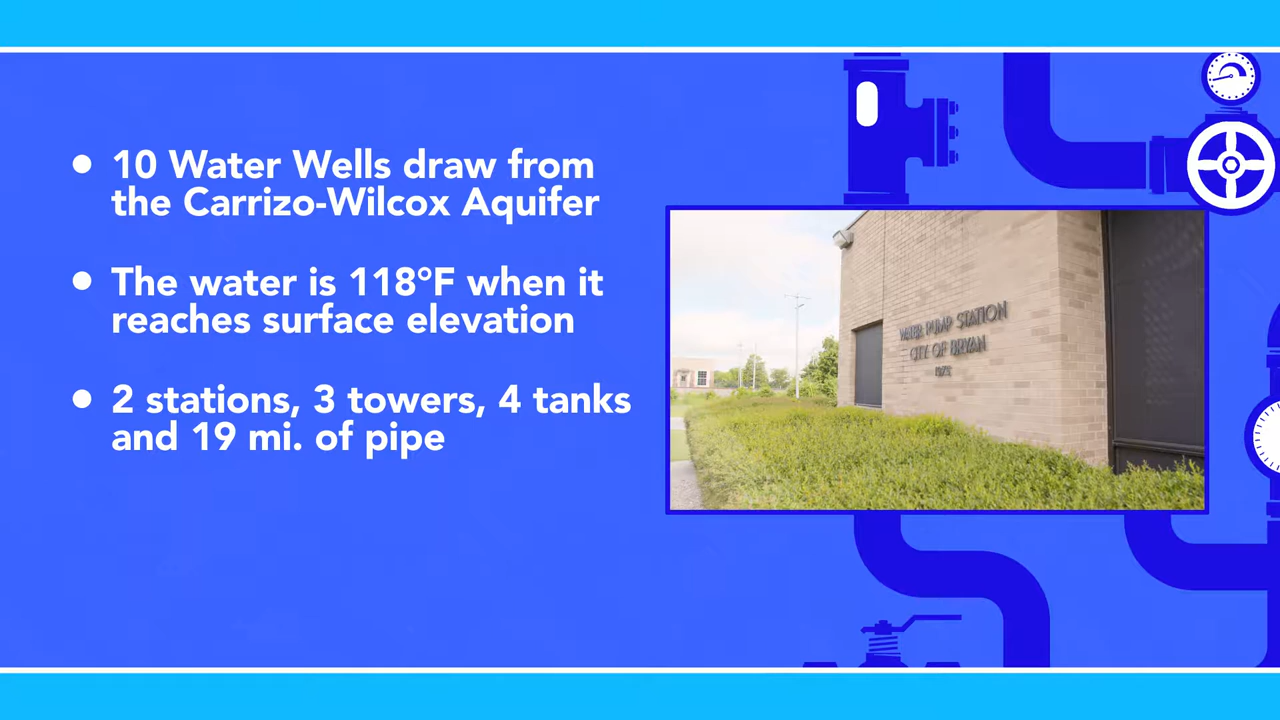 • 10 Water Wells draw from
the Carrizo-Wilcox Aquifer
• The water is 118°F when it
reaches surface elevation
• 2 stations, 3 towers, 4 tanks
and 19 mi. of pipe
WATER PUMP STATION
CITY OF BRYAN